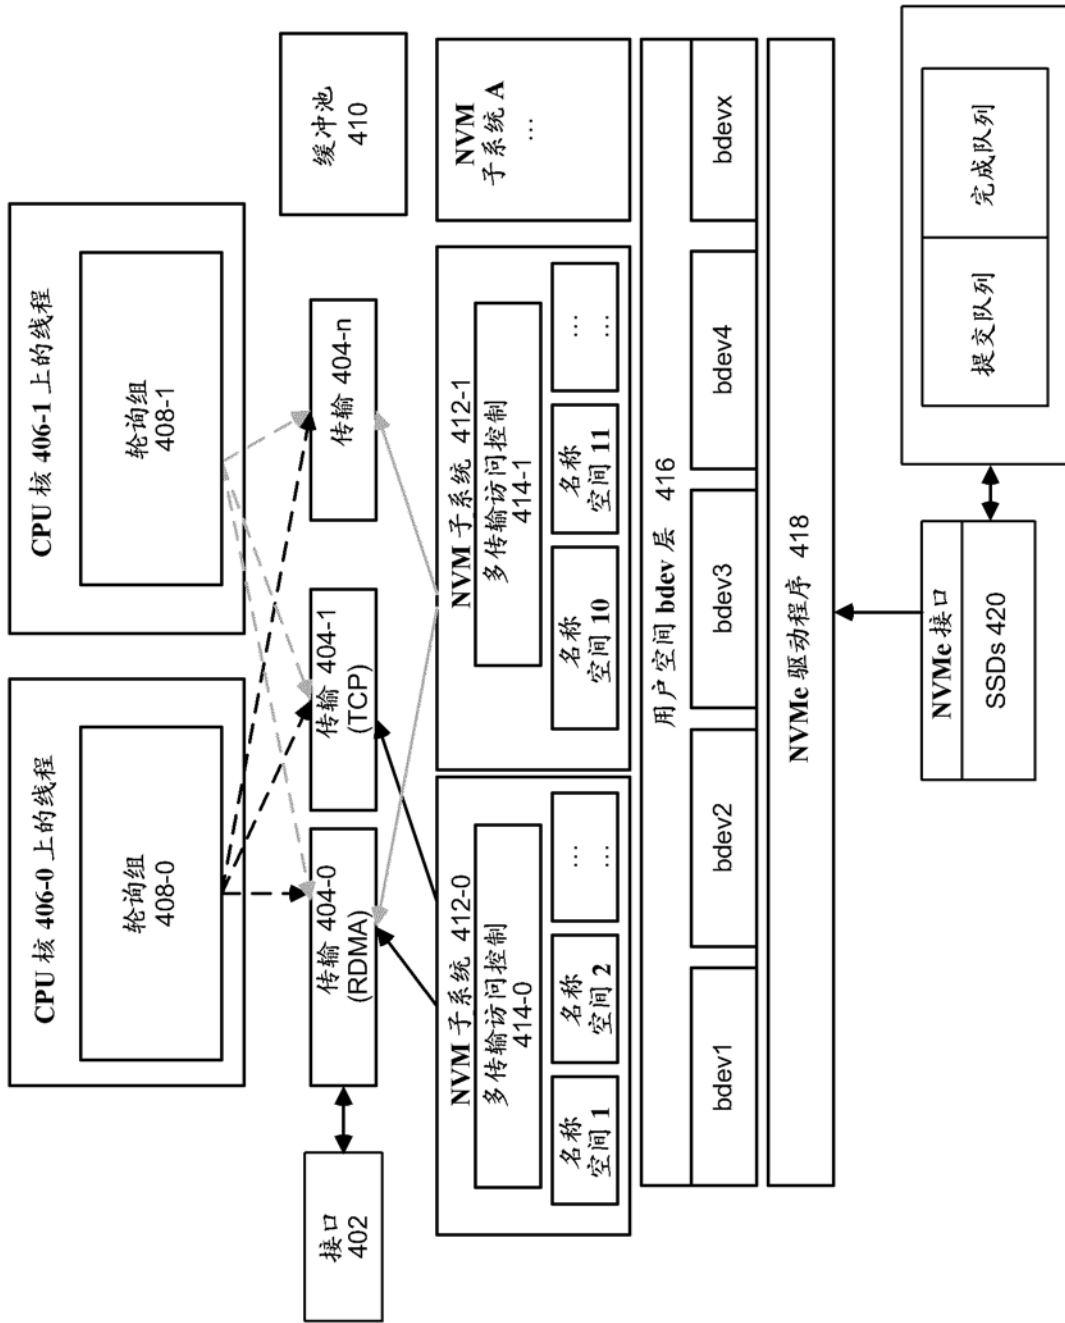 CPU 核 406-0 上的线程
轮询组
408-0
CPU 核 406-1 上的线程
轮询组
408-1
接口
402
传输 404-0
(RDMA)
传输 404-1
(TCP)
传输 404-n
缓冲池
410
NVM 子系统 412-0
多传输访问控制
414-0
名称
空间 1
名称
空间 2
...
...
NVM 子系统 412-1
多传输访问控制
414-1
名称
空间 10
名称
空间 11
...
...
NVM
子系统 A
...
用户空间 bdev 层 416
bdev1
bdev2
bdev3
bdev4
bdevx
NVMe 驱动程序 418
NVMe 接口
SSDs 420
提交队列
完成队列